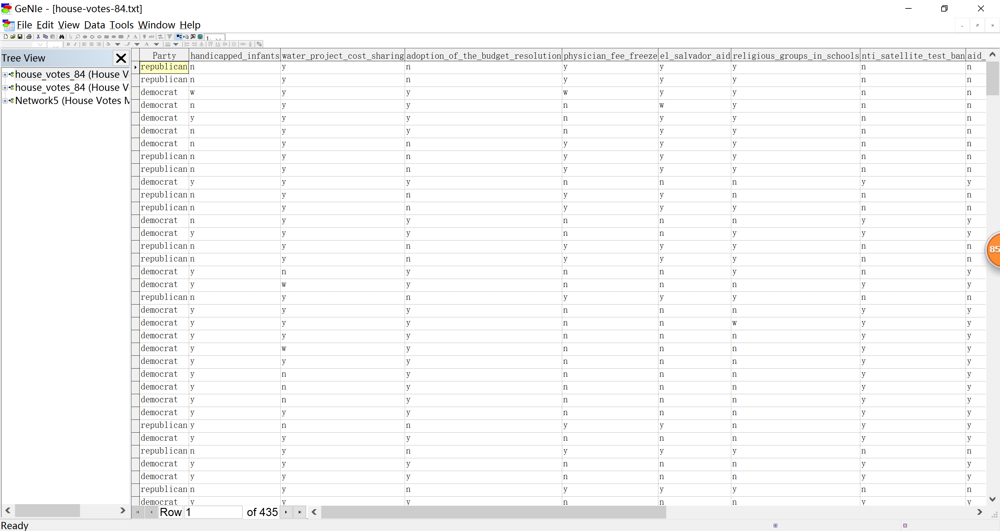 GeNIe - [house-votes-84.txt]
File Edit View Data Tools Window Help
Tree View
house_votes_84 (House V
house_votes_84 (House V
Network5 (House Votes
Party handicapped_infants water_project_cost_sharing adoption_of_the_budget_resolution physician_fee_freeze el_salvador_aid religious_groups_in_schools nti_satellite_test_ban aid_
republican n y n y y y n n
republican n y n y y y n n
democrat w y y w y y n n
democrat n y y n w y n n
democrat y y y n y y n n
democrat n y y n y y n n
democrat n y n y y y n n
republican n y n y y y n n
republican n y n y y y n n
democrat y y y n n n y y
republican n y n y y n n n
republican n y n y y y n n
democrat n y y n n n y y
democrat y y y n n y y y
republican n y n y y y n n
republican n y n y y y n n
democrat y n y n n y n y
democrat y w y n n n y y
republican n y n y y y n n
democrat y y y n n n y y
democrat y y y n n w y y
democrat y y y n n n y y
democrat y w y n n n y y
democrat y y y n n n y y
democrat y n y n n n y y
democrat y n y n n n y y
democrat y n y n n n y y
democrat y y y n n n y y
republican y n n y y n y y
democrat y y y n n n y y
republican n y n y y y n n
democrat y y y n n n y y
democrat y y y n n n y y
republican n y n y y y n n
democrat y y y n n n y y
Row 1 of 435
Ready
85